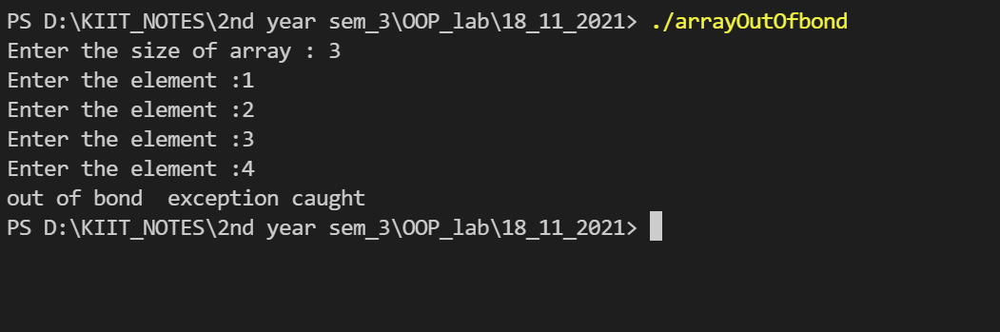 PS D:\KIIT_NOTES\2nd year sem_3\OOP_lab\18_11_2021> ./arrayOutOfbond
Enter the size of array : 3
Enter the element :1
Enter the element :2
Enter the element :3
Enter the element :4
out of bond  exception caught
PS D:\KIIT_NOTES\2nd year sem_3\OOP_lab\18_11_2021>